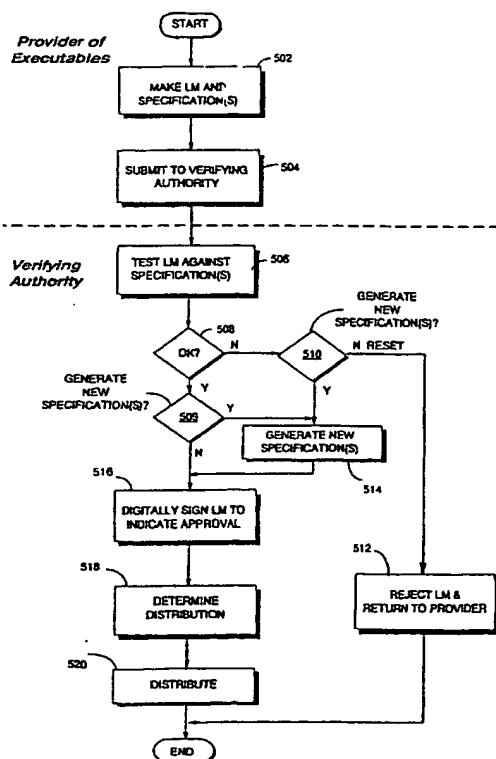 START
Provider of
Executables
502
MAKE LM AND
SPECIFICATION(S)
SUBMIT TO VERIFYING
AUTHORITY
504
Verifying
Authority
TEST LM AGAINST
SPECIFICATION(S)
506
GENERATE
NEW
SPECIFICATION(S)?
508
OK?
N
510
N RESET
Y
Y
GENERATE
NEW
SPECIFICATION(S)?
509
Y
N
GENERATE NEW
SPECIFICATION(S)
514
516
DIGITALLY SIGN LM TO
INDICATE APPROVAL
518
DETERMINE
DISTRIBUTION
512
REJECT LM &
RETURN TO PROVIDER
520
DISTRIBUTE
END